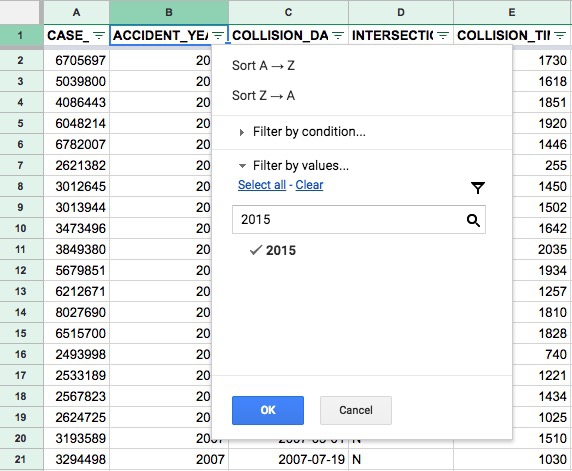 A B C D E
1 CASE_ ACCIDENT_YEA COLLISION_DA INTERSECTI COLLISION_TI
2 6705697 20 1730
3 5039800 20 1618
4 4086443 20 1851
5 6048214 20 1920
6 6782007 20 1446
7 2621382 20 255
8 3012645 20 1450
9 3013944 20 1502
10 3473496 20 1642
11 3849380 20 2035
12 5679851 20 1934
13 6212671 20 1257
14 8027690 20 1810
15 6515700 20 1828
16 2493998 20 740
17 2533189 20 1221
18 2567823 20 1434
19 2624725 20 1025
20 3193589 2007 N 1510
21 3294498 2007 2007-07-19 N 1030
Sort A → Z
Sort Z → A
Filter by condition...
Filter by values...
Select all - Clear
2015
2015
OK Cancel